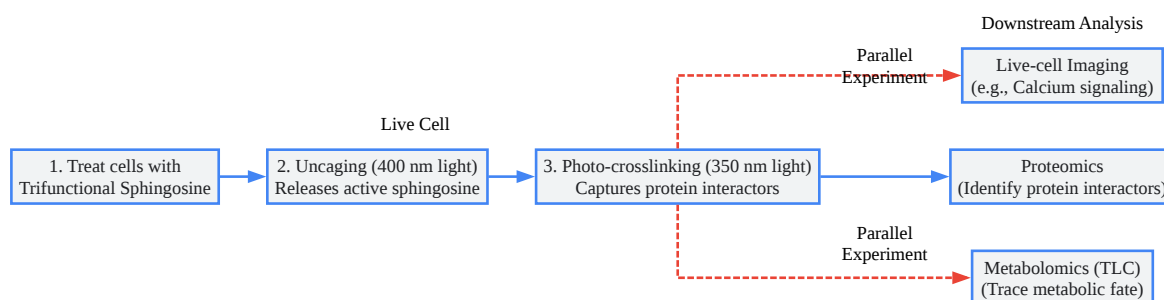 Downstream Analysis
Parallel
Experiment
Live-cell Imaging
(e.g., Calcium signaling)
Live Cell
1. Treat cells with
Trifunctional Sphingosine
2. Uncaging (400 nm light)
Releases active sphingosine
3. Photo-crosslinking (350 nm light)
Captures protein interactors
Proteomics
(Identify protein interactors)
Parallel
Experiment
Metabolomics (TLC)
(Trace metabolic fate)